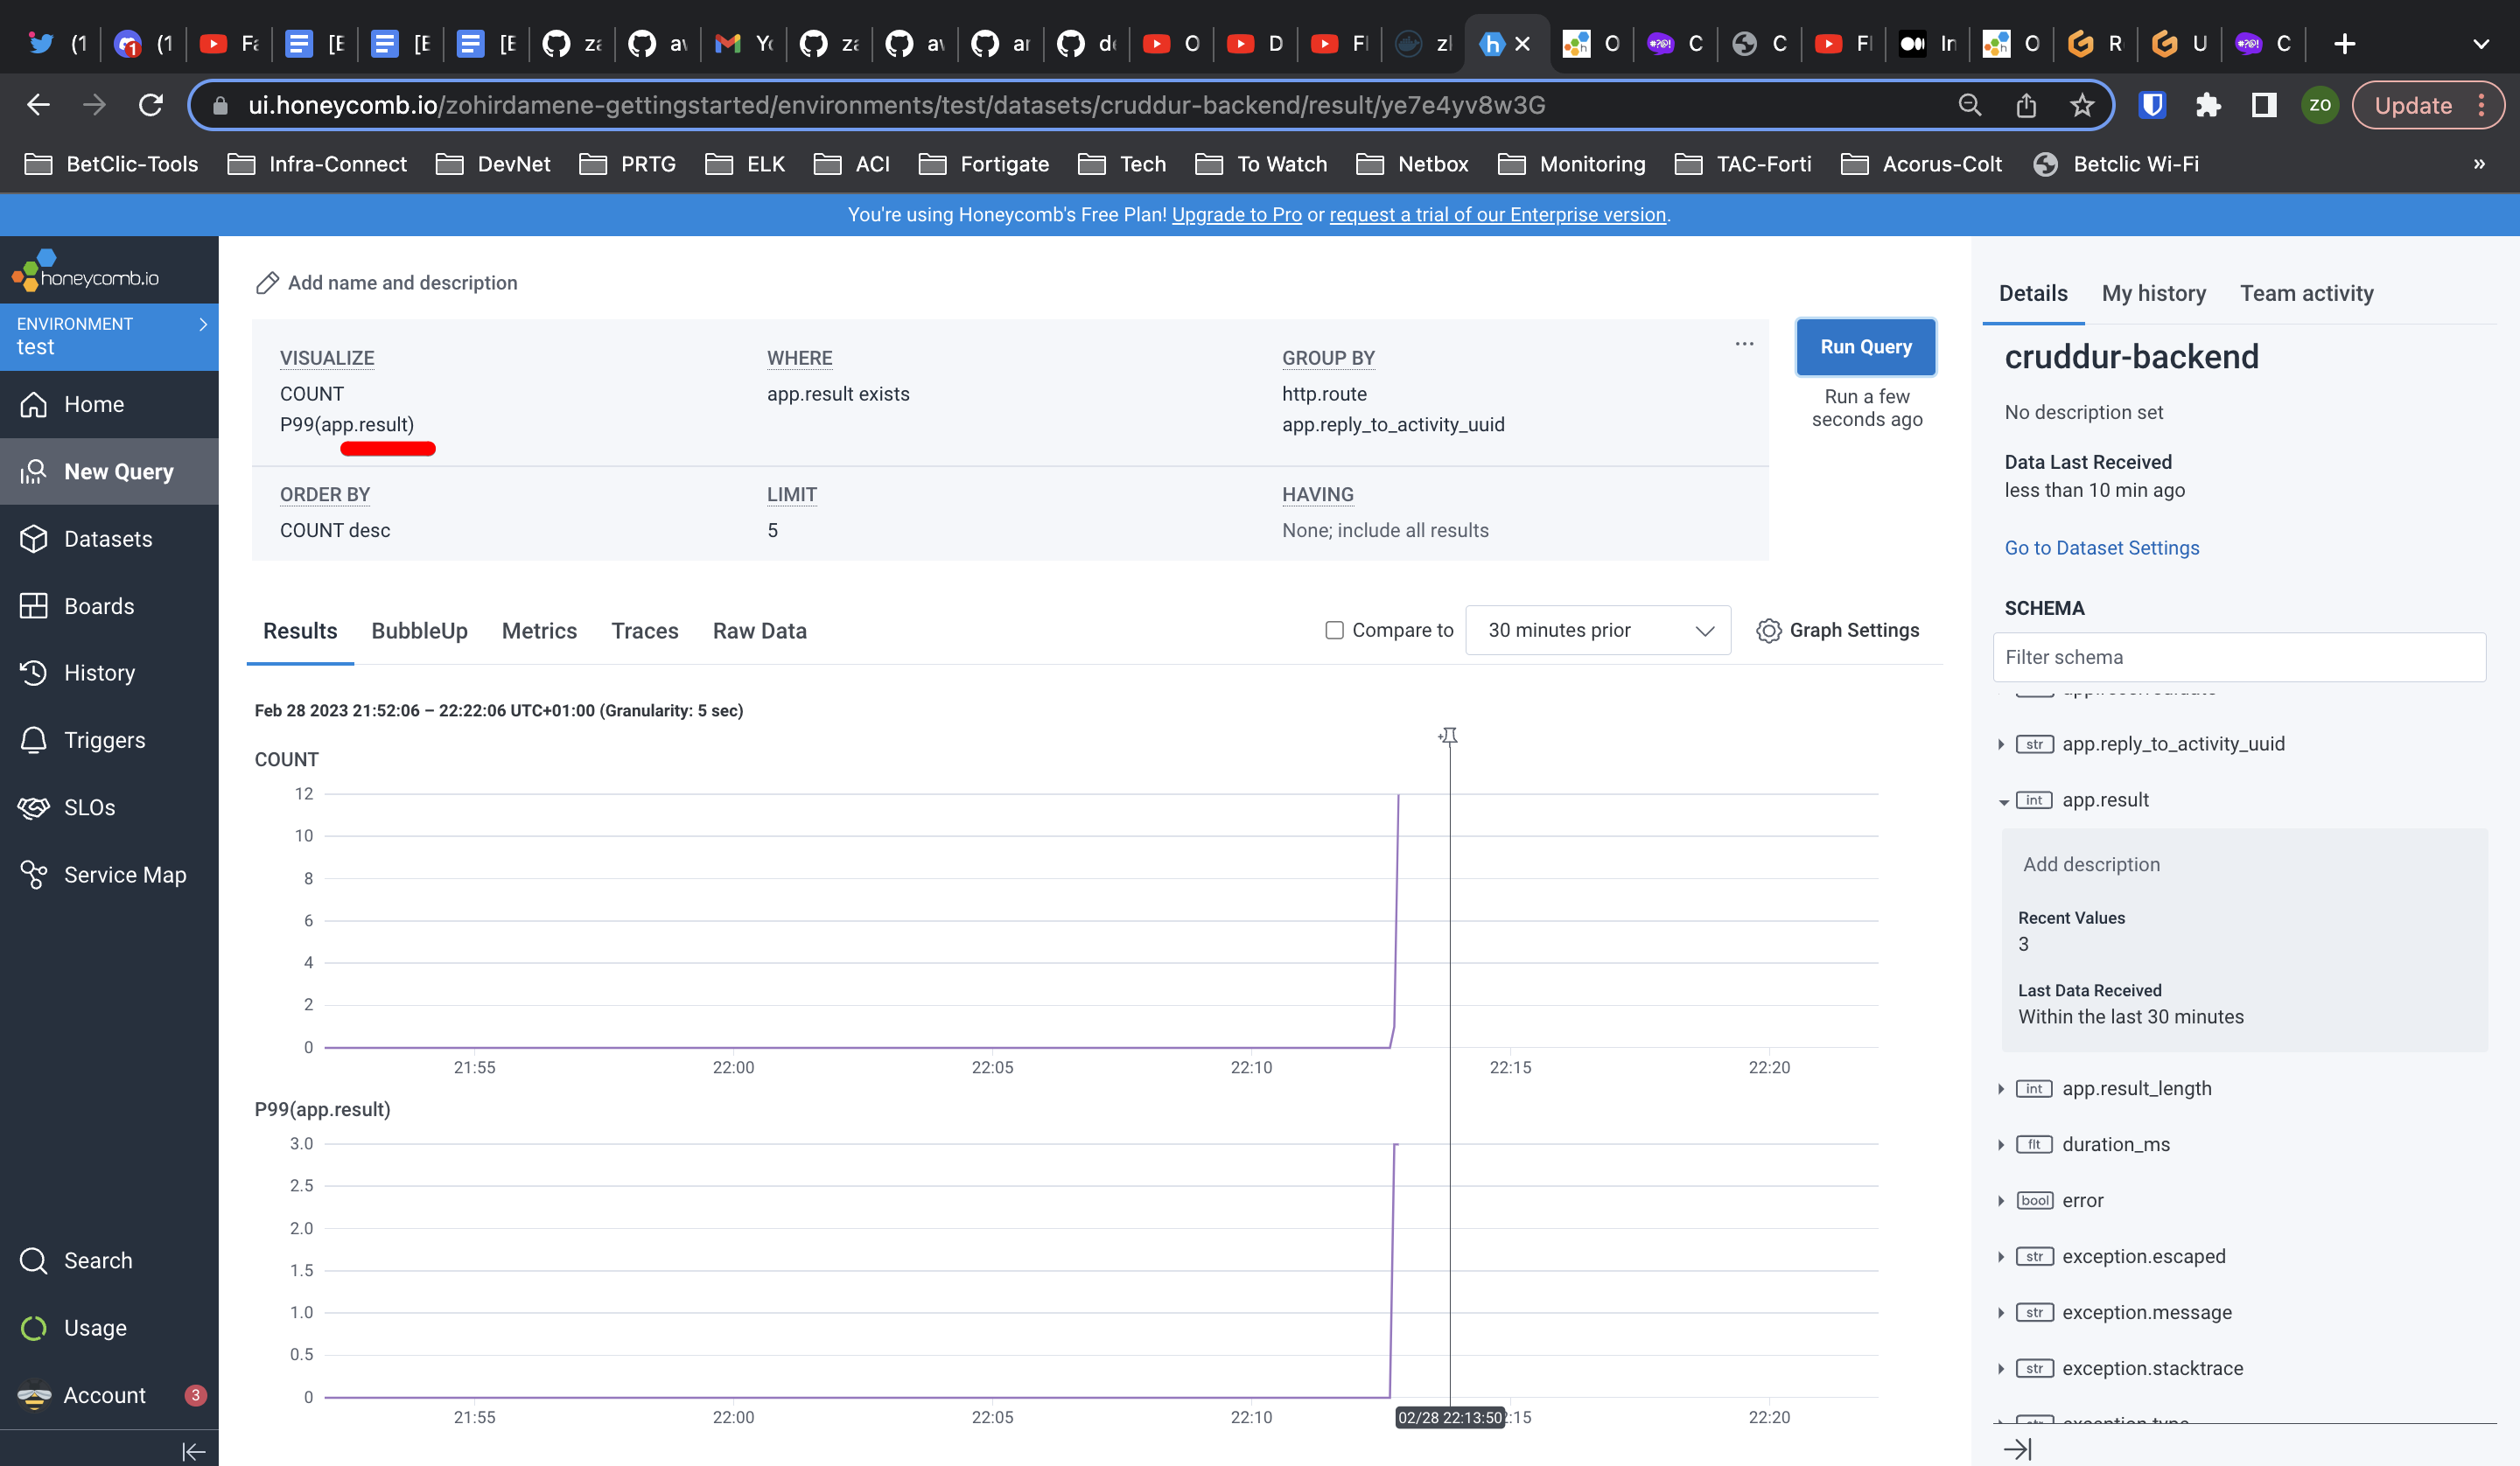 (1
(1
Fa
[E
[E
[E
za
av
Yo
za
av
ar
de
O
D
Fl
zl
O
C
C
Fl
In
O
R
U
C
ui.honeycomb.io/zohirdamene-gettingstarted/environments/test/datasets/cruddur-backend/result/ye7e4yv8w3G
ZO
Update
BetClic-Tools
Infra-Connect
DevNet
PRTG
ELK
ACI
Fortigate
Tech
To Watch
Netbox
Monitoring
TAC-Forti
Acorus-Colt
Betclic Wi-Fi
»
You're using Honeycomb's Free Plan! Upgrade to Pro or request a trial of our Enterprise version.
honeycomb.io
ENVIRONMENT
test
Home
New Query
Datasets
Boards
History
Triggers
SLOs
Service Map
Search
Usage
Account
3
Add name and description
VISUALIZE
COUNT
P99(app.result)
WHERE
app.result exists
GROUP BY
http.route
app.reply_to_activity_uuid
ORDER BY
COUNT desc
LIMIT
5
HAVING
None; include all results
Run Query
Run a few
seconds ago
Results
BubbleUp
Metrics
Traces
Raw Data
Compare to
30 minutes prior
Graph Settings
Feb 28 2023 21:52:06 – 22:22:06 UTC+01:00 (Granularity: 5 sec)
COUNT
12
10
8
6
4
2
0
21:55
22:00
22:05
22:10
22:15
22:20
P99(app.result)
3.0
2.5
2.0
1.5
1.0
0.5
0
21:55
22:00
22:05
22:10
02/28 22:13:50
:15
22:20
Details
My history
Team activity
cruddur-backend
No description set
Data Last Received
less than 10 min ago
Go to Dataset Settings
SCHEMA
Filter schema
str app.reply_to_activity_uuid
int app.result
Add description
Recent Values
3
Last Data Received
Within the last 30 minutes
int app.result_length
flt duration_ms
bool error
str exception.escaped
str exception.message
str exception.stacktrace